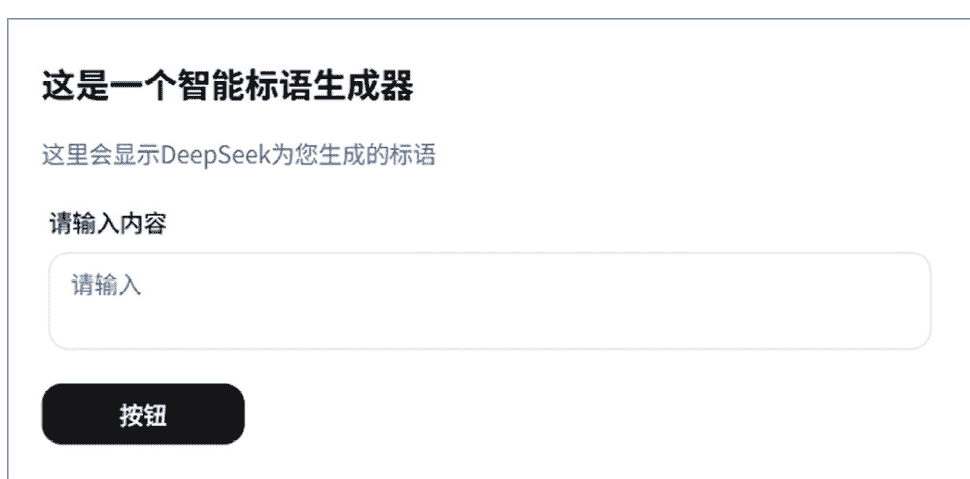 这是一个智能标语生成器
这里会显示DeepSeek为您生成的标语
请输入内容
请输入
按钮